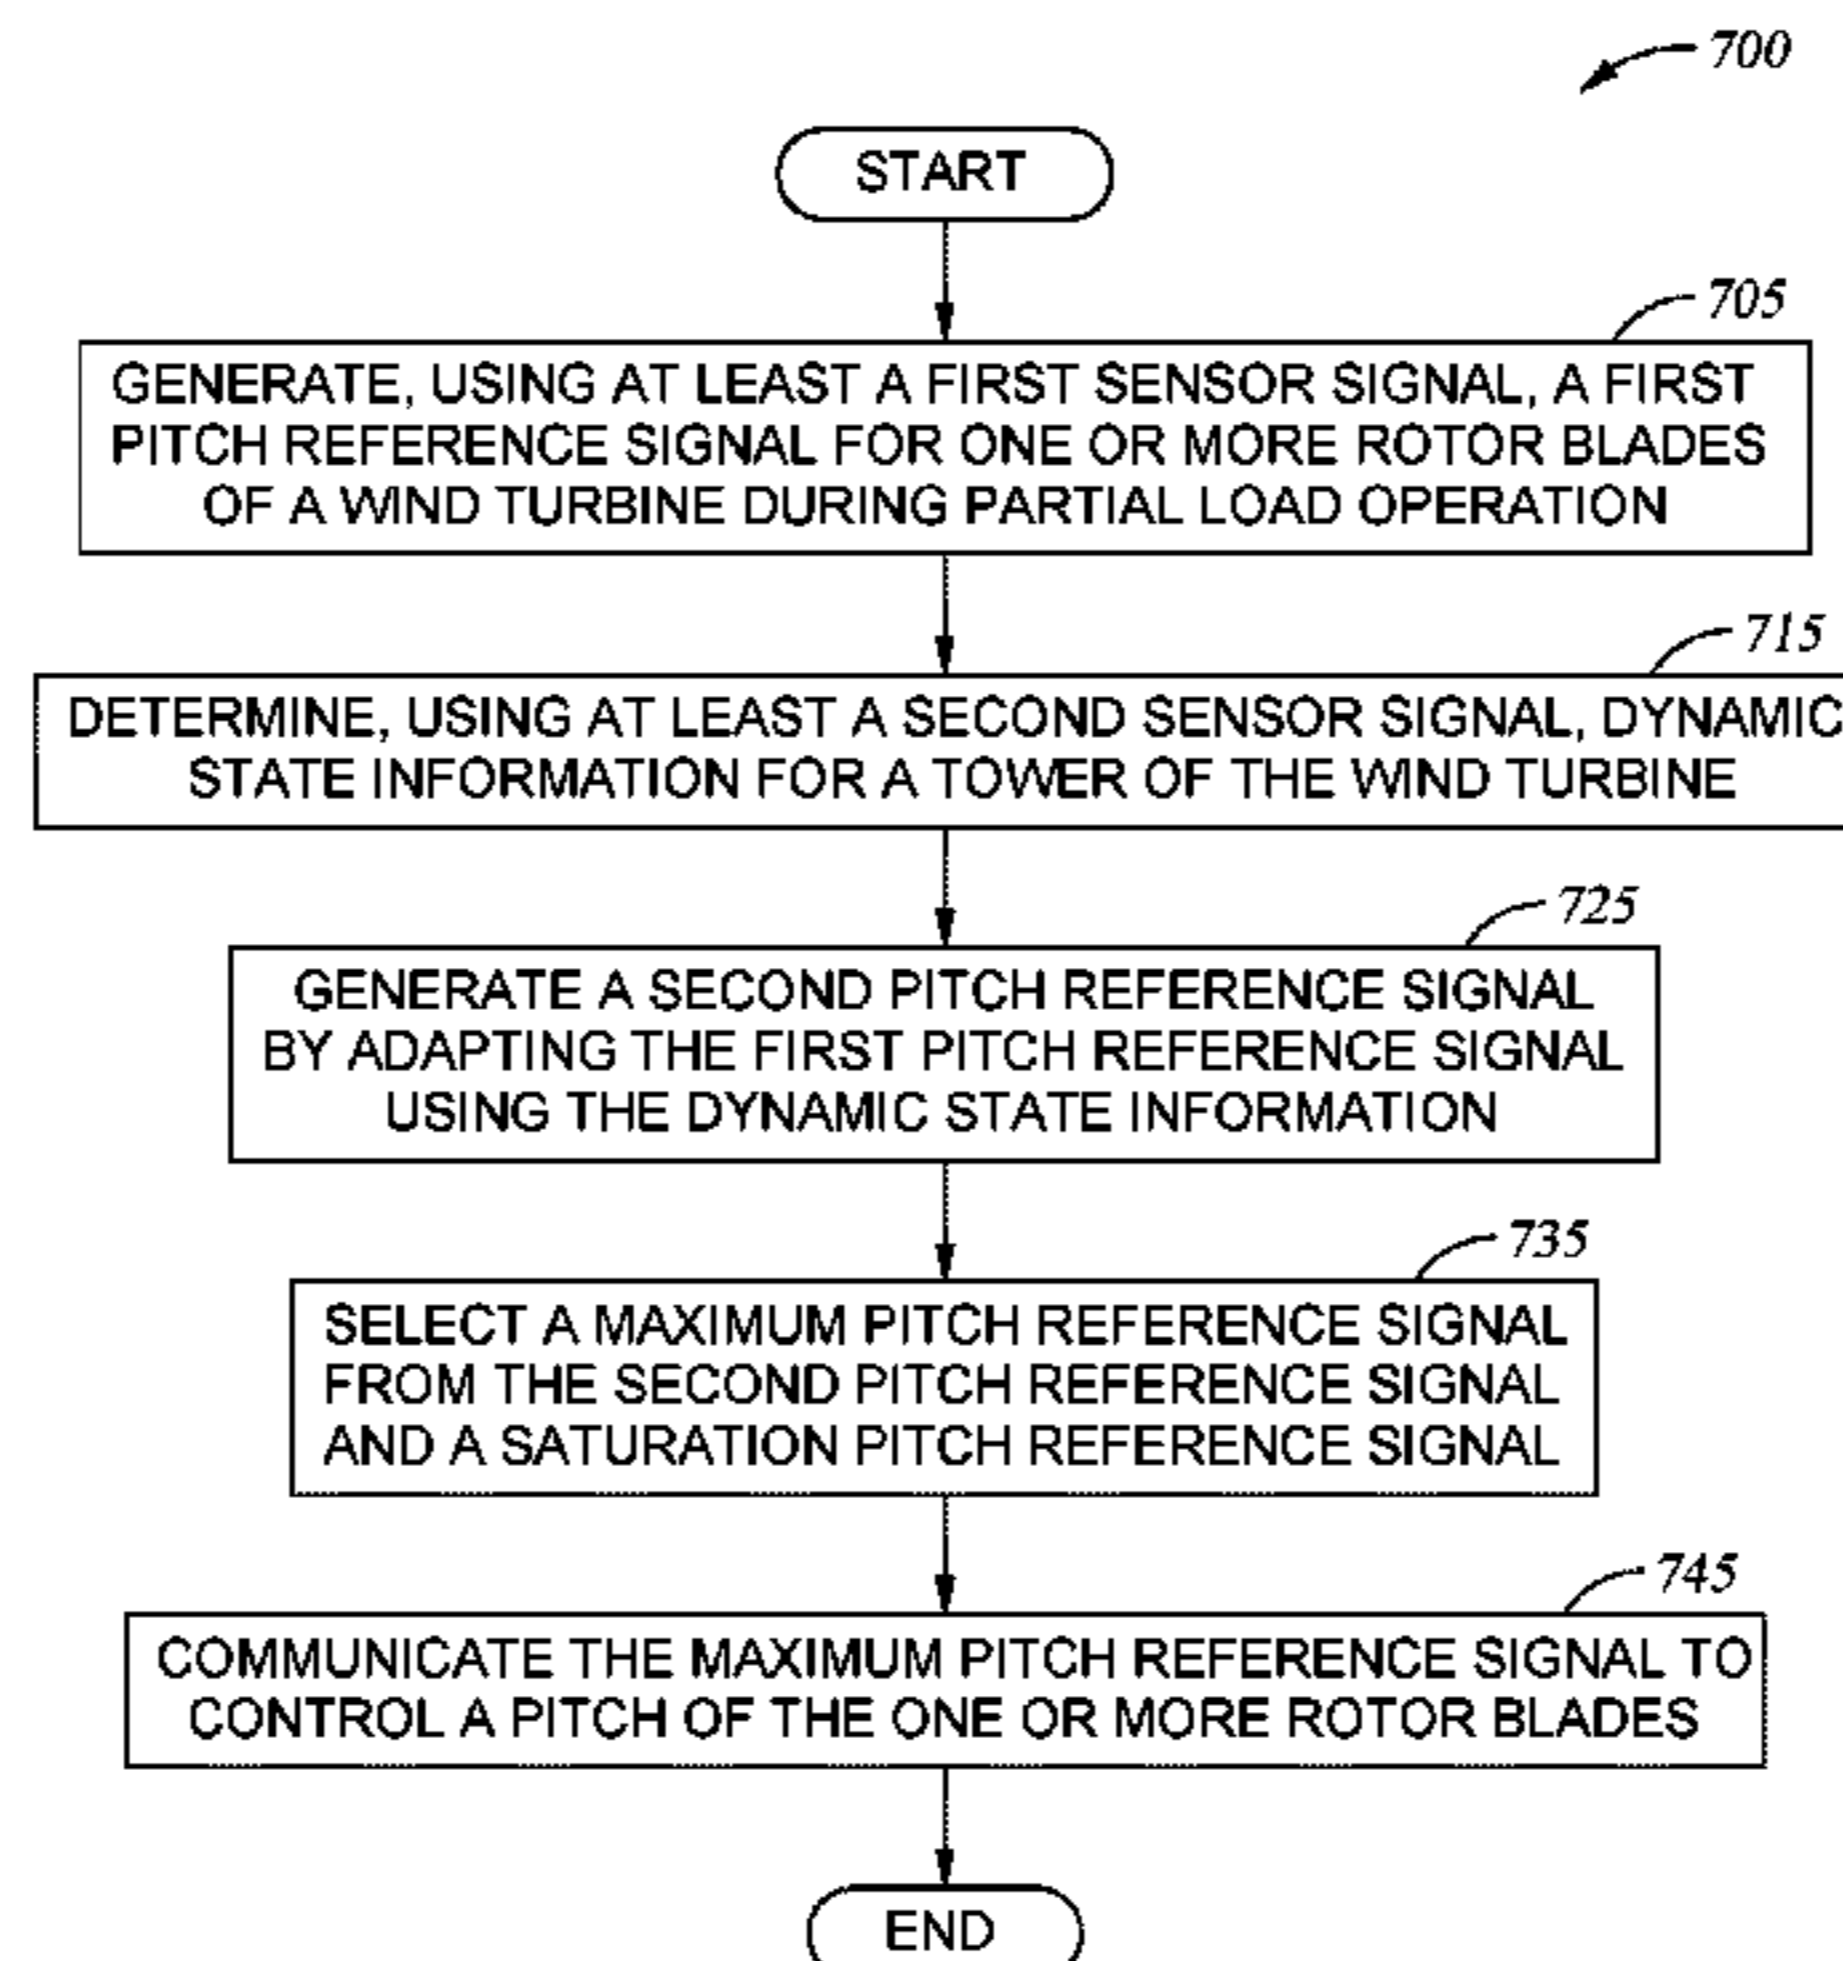 700
START
705
GENERATE, USING AT LEAST A FIRST SENSOR SIGNAL, A FIRST
PITCH REFERENCE SIGNAL FOR ONE OR MORE ROTOR BLADES
OF A WIND TURBINE DURING PARTIAL LOAD OPERATION
715
DETERMINE, USING AT LEAST A SECOND SENSOR SIGNAL, DYNAMIC
STATE INFORMATION FOR A TOWER OF THE WIND TURBINE
725
GENERATE A SECOND PITCH REFERENCE SIGNAL
BY ADAPTING THE FIRST PITCH REFERENCE SIGNAL
USING THE DYNAMIC STATE INFORMATION
735
SELECT A MAXIMUM PITCH REFERENCE SIGNAL
FROM THE SECOND PITCH REFERENCE SIGNAL
AND A SATURATION PITCH REFERENCE SIGNAL
745
COMMUNICATE THE MAXIMUM PITCH REFERENCE SIGNAL TO
CONTROL A PITCH OF THE ONE OR MORE ROTOR BLADES
END